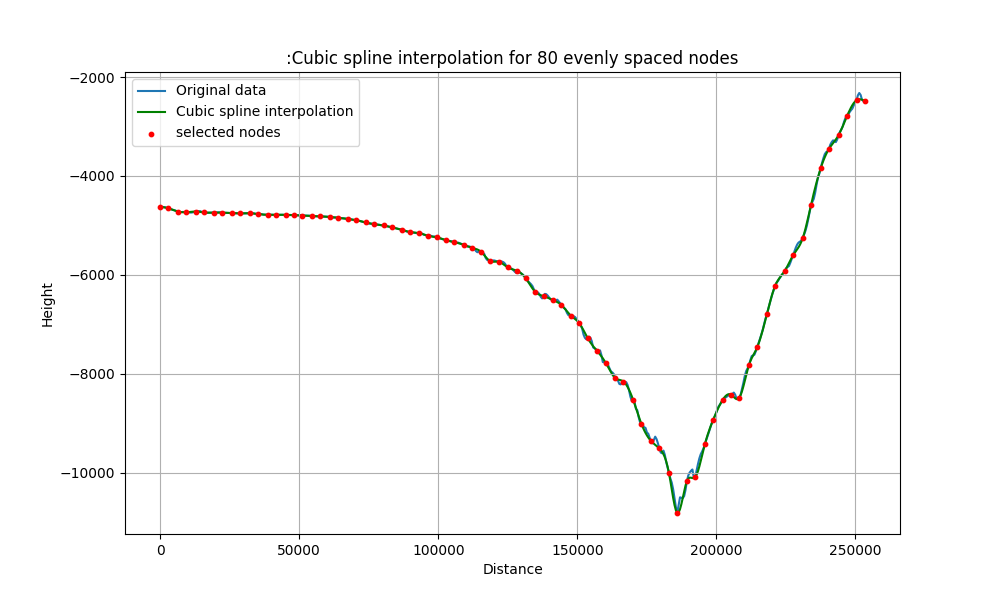 :Cubic spline interpolation for 80 evenly spaced nodes
Original data
Cubic spline interpolation
selected nodes
−2000
−4000
−6000
−8000
−10000
Height
0
50000
100000
150000
200000
250000
Distance